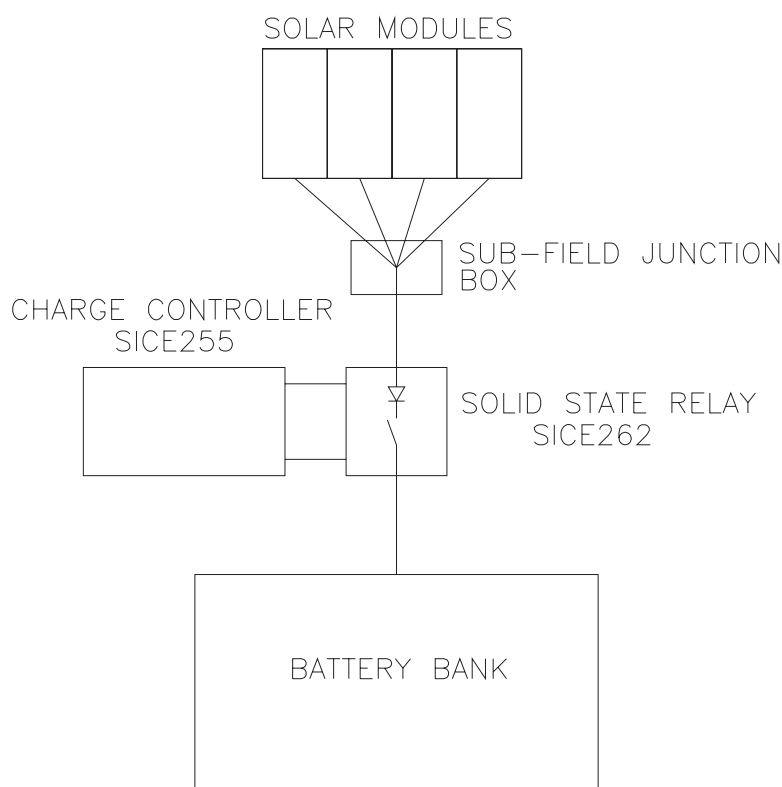 SOLAR MODULES
SUB-FIELD JUNCTION
BOX
CHARGE CONTROLLER
SICE255
SOLID STATE RELAY
SICE262
BATTERY BANK